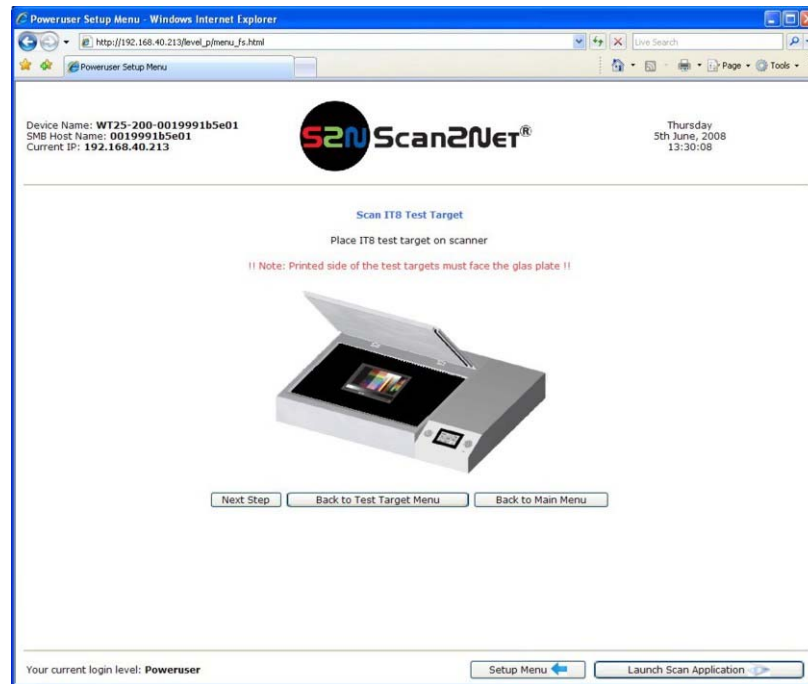 Poweruser Setup Menu - Windows Internet Explorer
http://192.168.40.213/level_p/menu_fs.html
Live Search
Poweruser Setup Menu
Page
Tools
Device Name: WT25-200-0019991b5e01
SMB Host Name: 0019991b5e01
Current IP: 192.168.40.213
S2N Scan2Net®
Thursday
5th June, 2008
13:30:08
Scan IT8 Test Target
Place IT8 test target on scanner
!! Note: Printed side of the test targets must face the glas plate !!
Next Step
Back to Test Target Menu
Back to Main Menu
Your current login level: Poweruser
Setup Menu
Launch Scan Application